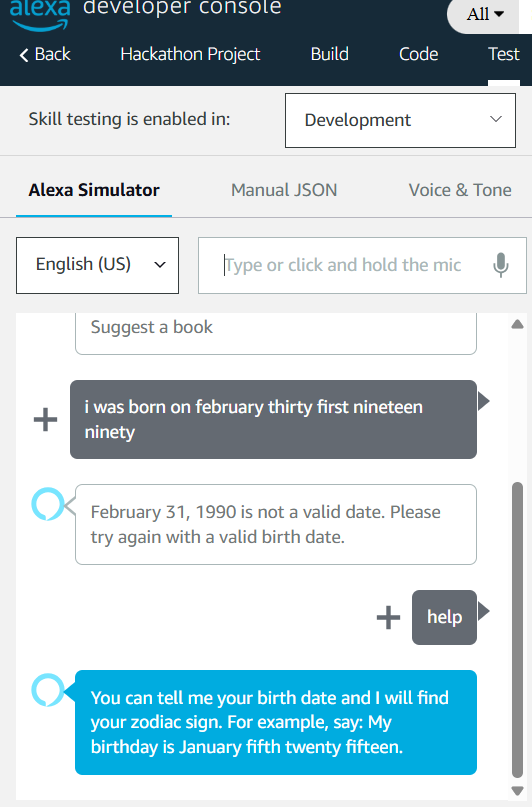 alexa developer console
All
Back Hackathon Project Build Code Test
Skill testing is enabled in: Development
Alexa Simulator Manual JSON Voice & Tone
English (US) Type or click and hold the mic
Suggest a book
i was born on february thirty first nineteen
ninety
February 31, 1990 is not a valid date. Please
try again with a valid birth date.
help
You can tell me your birth date and I will find
your zodiac sign. For example, say: My
birthday is January fifth twenty fifteen.